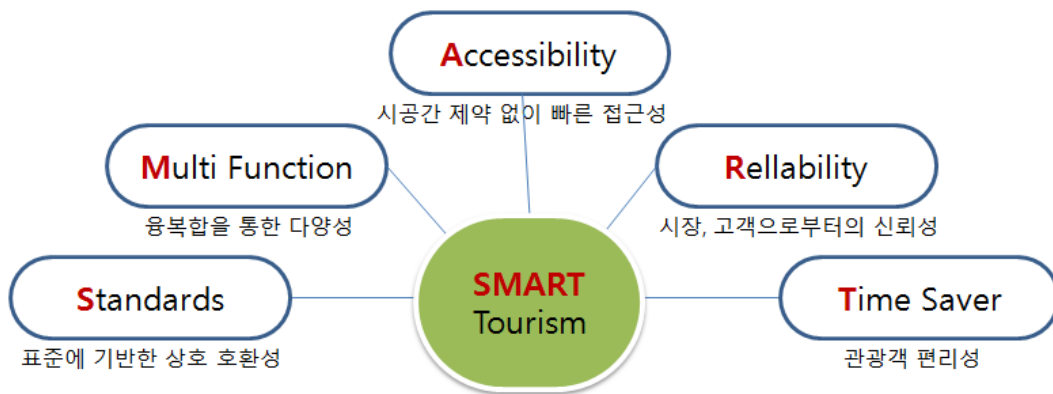 Accessibility
시공간 제약 없이 빠른 접근성
Multi Function
융복합을 통한 다양성
Rellability
시장, 고객으로부터의 신뢰성
Standards
표준에 기반한 상호 호환성
SMART
Tourism
Time Saver
관광객 편리성